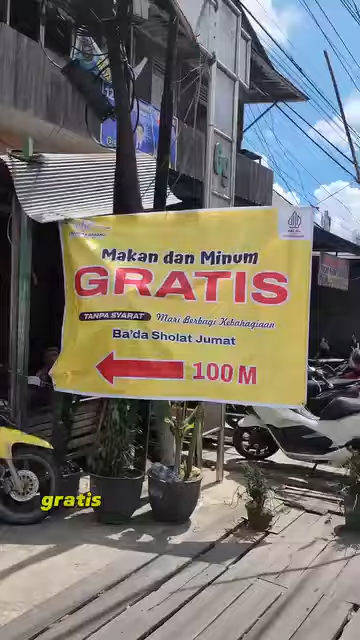 Makan dan Minum
GRATIS
TANPA SYARAT Mari Berbagi Kebahagiaan
Ba'da Sholat Jumat
100 M
gratis